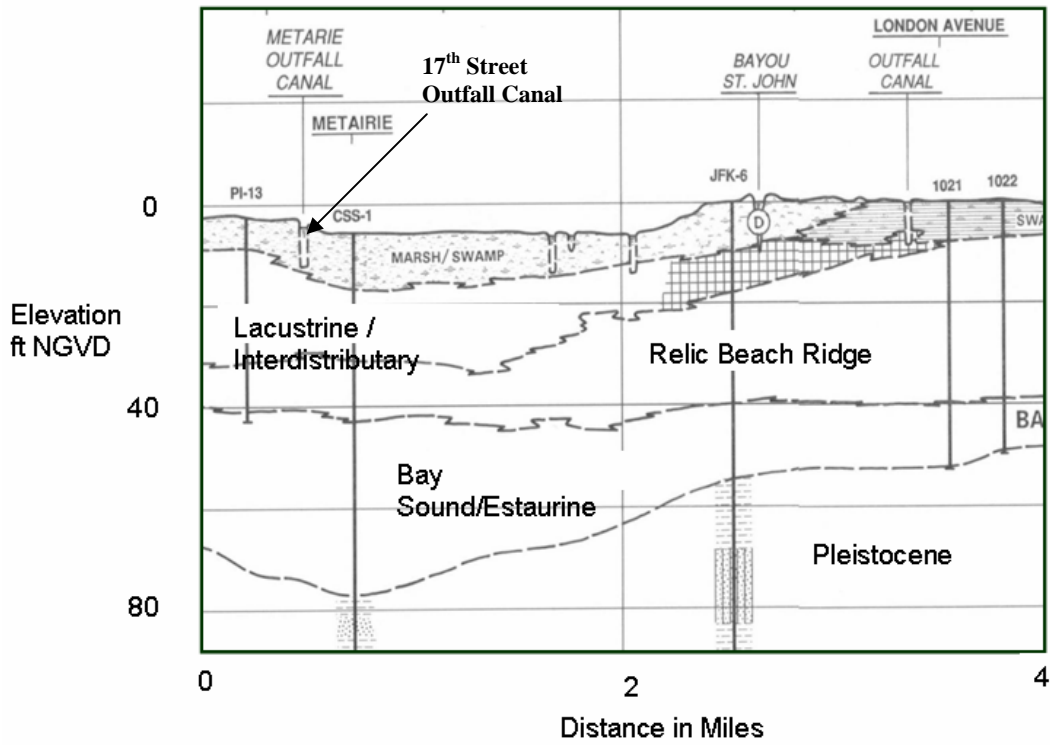 METARIE
OUTFALL
CANAL
17th Street
Outfall Canal
METAIRIE
BAYOU
ST. JOHN
LONDON AVENUE
OUTFALL
CANAL
PI-13
CSS-1
JFK-6
1021
1022
D
SWA
MARSH/SWAMP
0
40
80
Elevation
ft NGVD
Lacustrine /
Interdistributary
Relic Beach Ridge
BA
Bay
Sound/Estaurine
Pleistocene
0
2
4
Distance in Miles